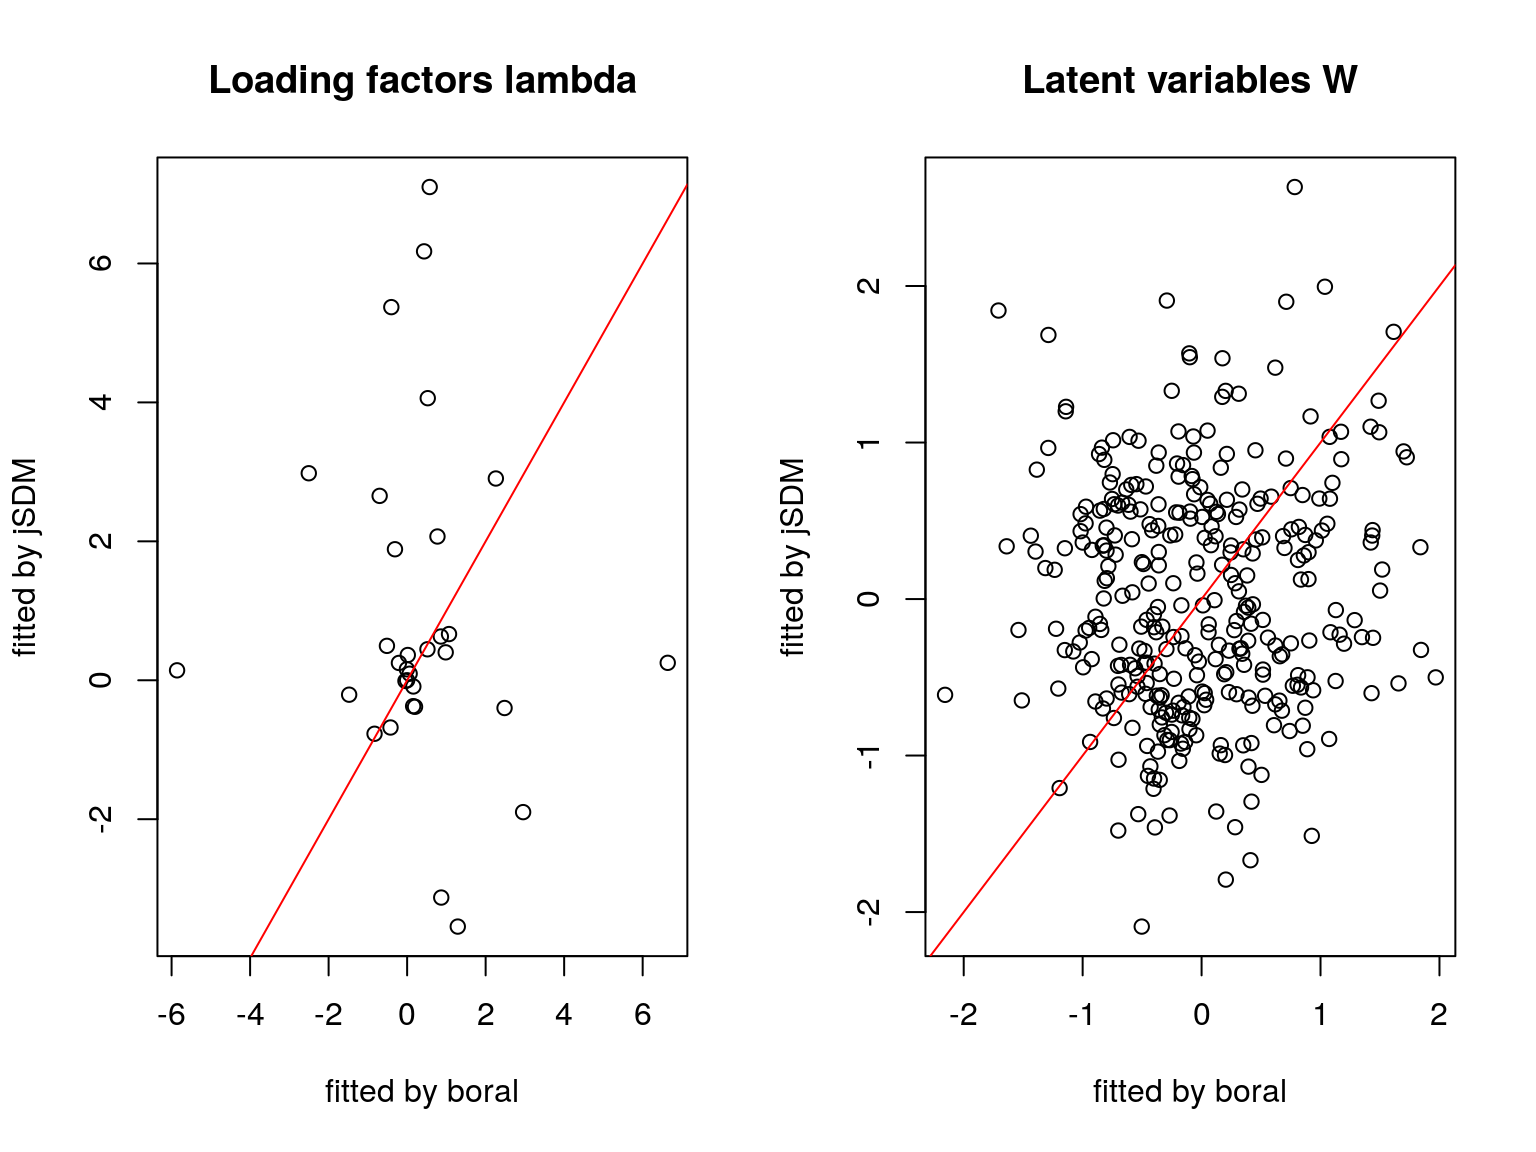 Loading factors lambda
fitted by jSDM
6
4
2
0
-2
-6 -4 -2 0 2 4 6
fitted by boral
Latent variables W
fitted by jSDM
2
1
0
-1
-2
-2 -1 0 1 2
fitted by boral